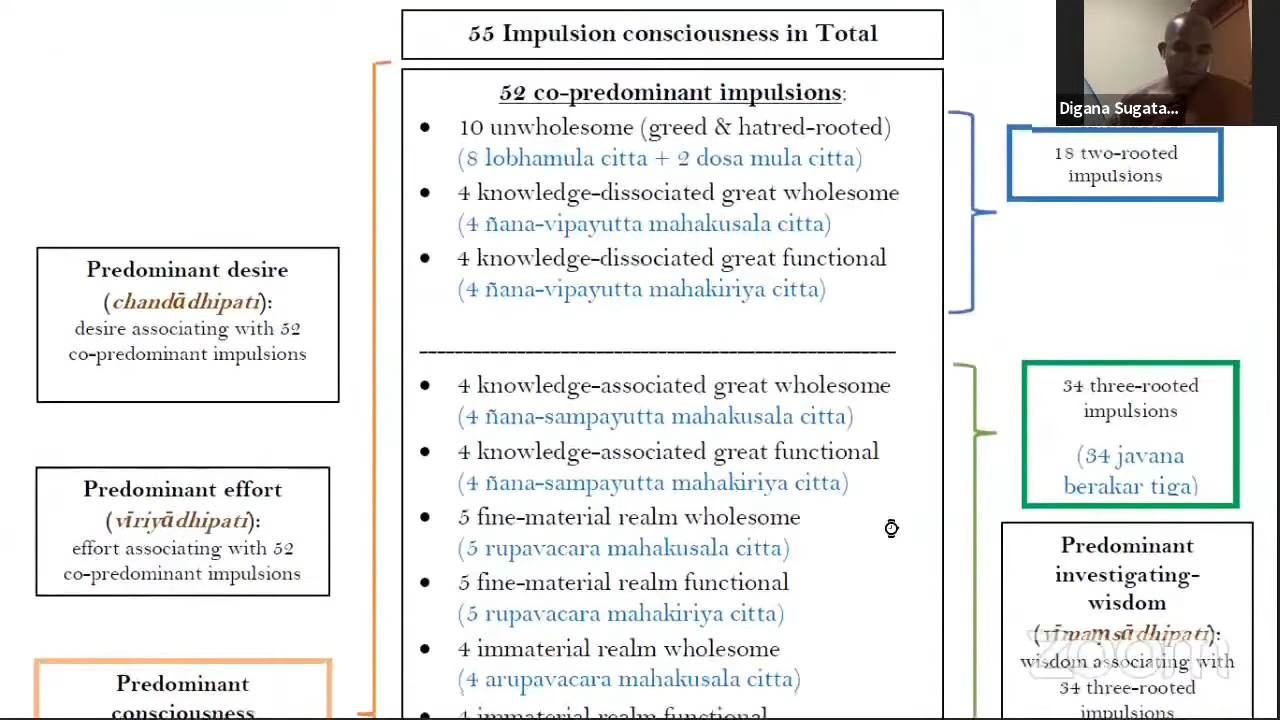 55 Impulsion consciousness in Total
Digana Sugata...
52 co-predominant impulsions:
• 10 unwholesome (greed & hatred-rooted)
(8 lobhamula citta + 2 dosa mula citta)
• 4 knowledge-dissociated great wholesome
(4 ñana-vipayutta mahakusala citta)
• 4 knowledge-dissociated great functional
(4 ñana-vipayutta mahakiriya citta)
18 two-rooted
impulsions
Predominant desire
(chandādhipati):
desire associating with 52
co-predominant impulsions
• 4 knowledge-associated great wholesome
(4 ñana-sampayutta mahakusala citta)
• 4 knowledge-associated great functional
(4 ñana-sampayutta mahakiriya citta)
• 5 fine-material realm wholesome
(5 rupavacara mahakusala citta)
• 5 fine-material realm functional
(5 rupavacara mahakiriya citta)
• 4 immaterial realm wholesome
(4 arupavacara mahakusala citta)
• 4 immaterial realm functional
34 three-rooted
impulsions
(34 javana
berakar tiga)
Predominant effort
(vīriyādhipati):
effort associating with 52
co-predominant impulsions
Predominant
investigating-
wisdom
(vīmaṃsādhipati):
wisdom associating with
34 three-rooted
impulsions
zoom
Predominant
consciousness